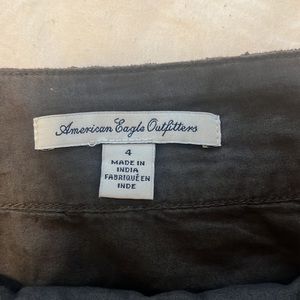 American Eagle Outfitters
4
MADE IN
INDIA
FABRIQUÉ EN
INDE